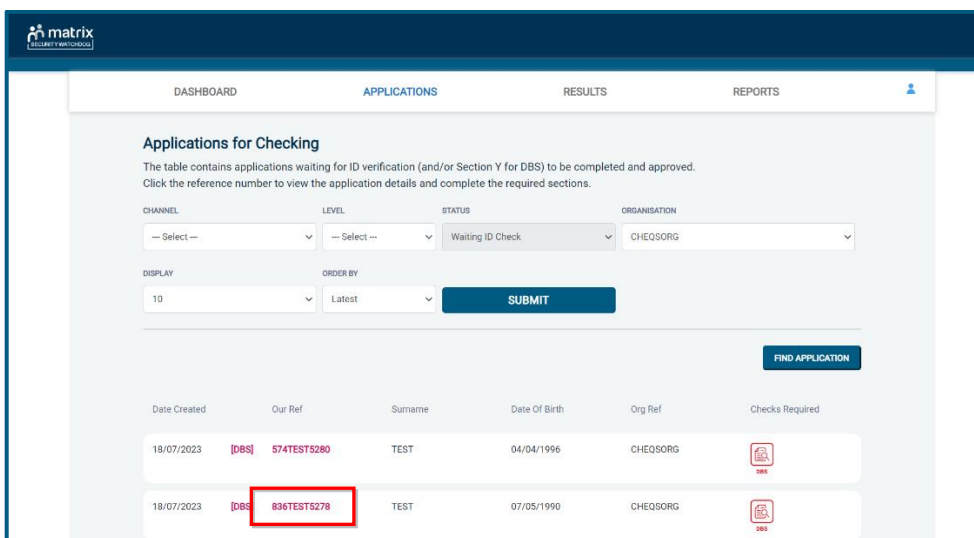 matrix
SECURITY WATCHDOG
DASHBOARD APPLICATIONS RESULTS REPORTS
Applications for Checking
The table contains applications waiting for ID verification (and/or Section Y for DBS) to be completed and approved.
Click the reference number to view the application details and complete the required sections.
CHANNEL LEVEL STATUS ORGANISATION
--- Select --- --- Select --- Waiting ID Check CHEQSORG
DISPLAY ORDER BY
10 Latest SUBMIT
FIND APPLICATION
Date Created Our Ref Surname Date Of Birth Org Ref Checks Required
18/07/2023 [DBS] 574TEST5280 TEST 04/04/1996 CHEQSORG
DBS
18/07/2023 [DBS 836TEST5278 TEST 07/05/1990 CHEQSORG
DBS